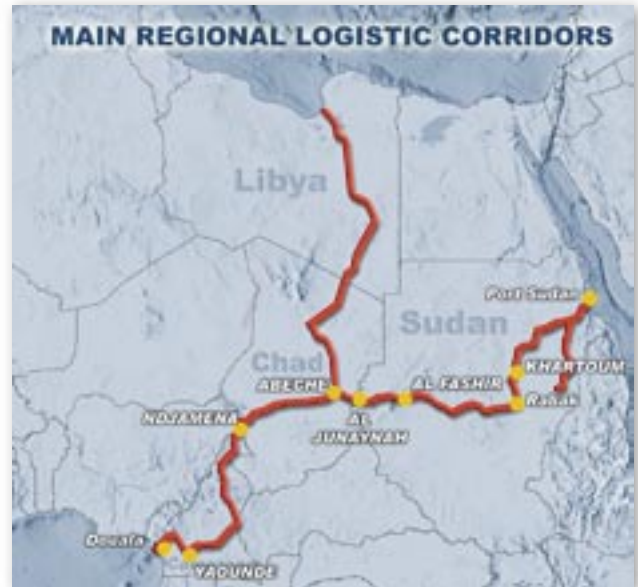 MAIN REGIONAL LOGISTIC CORRIDORS
Libya
Port Sudan
Sudan
Chad
KHARTOUM
ABECHE
AL FASHIR
Rabak
NDJAMENA
AL
JUNAYNAH
Douala
YAOUNDE